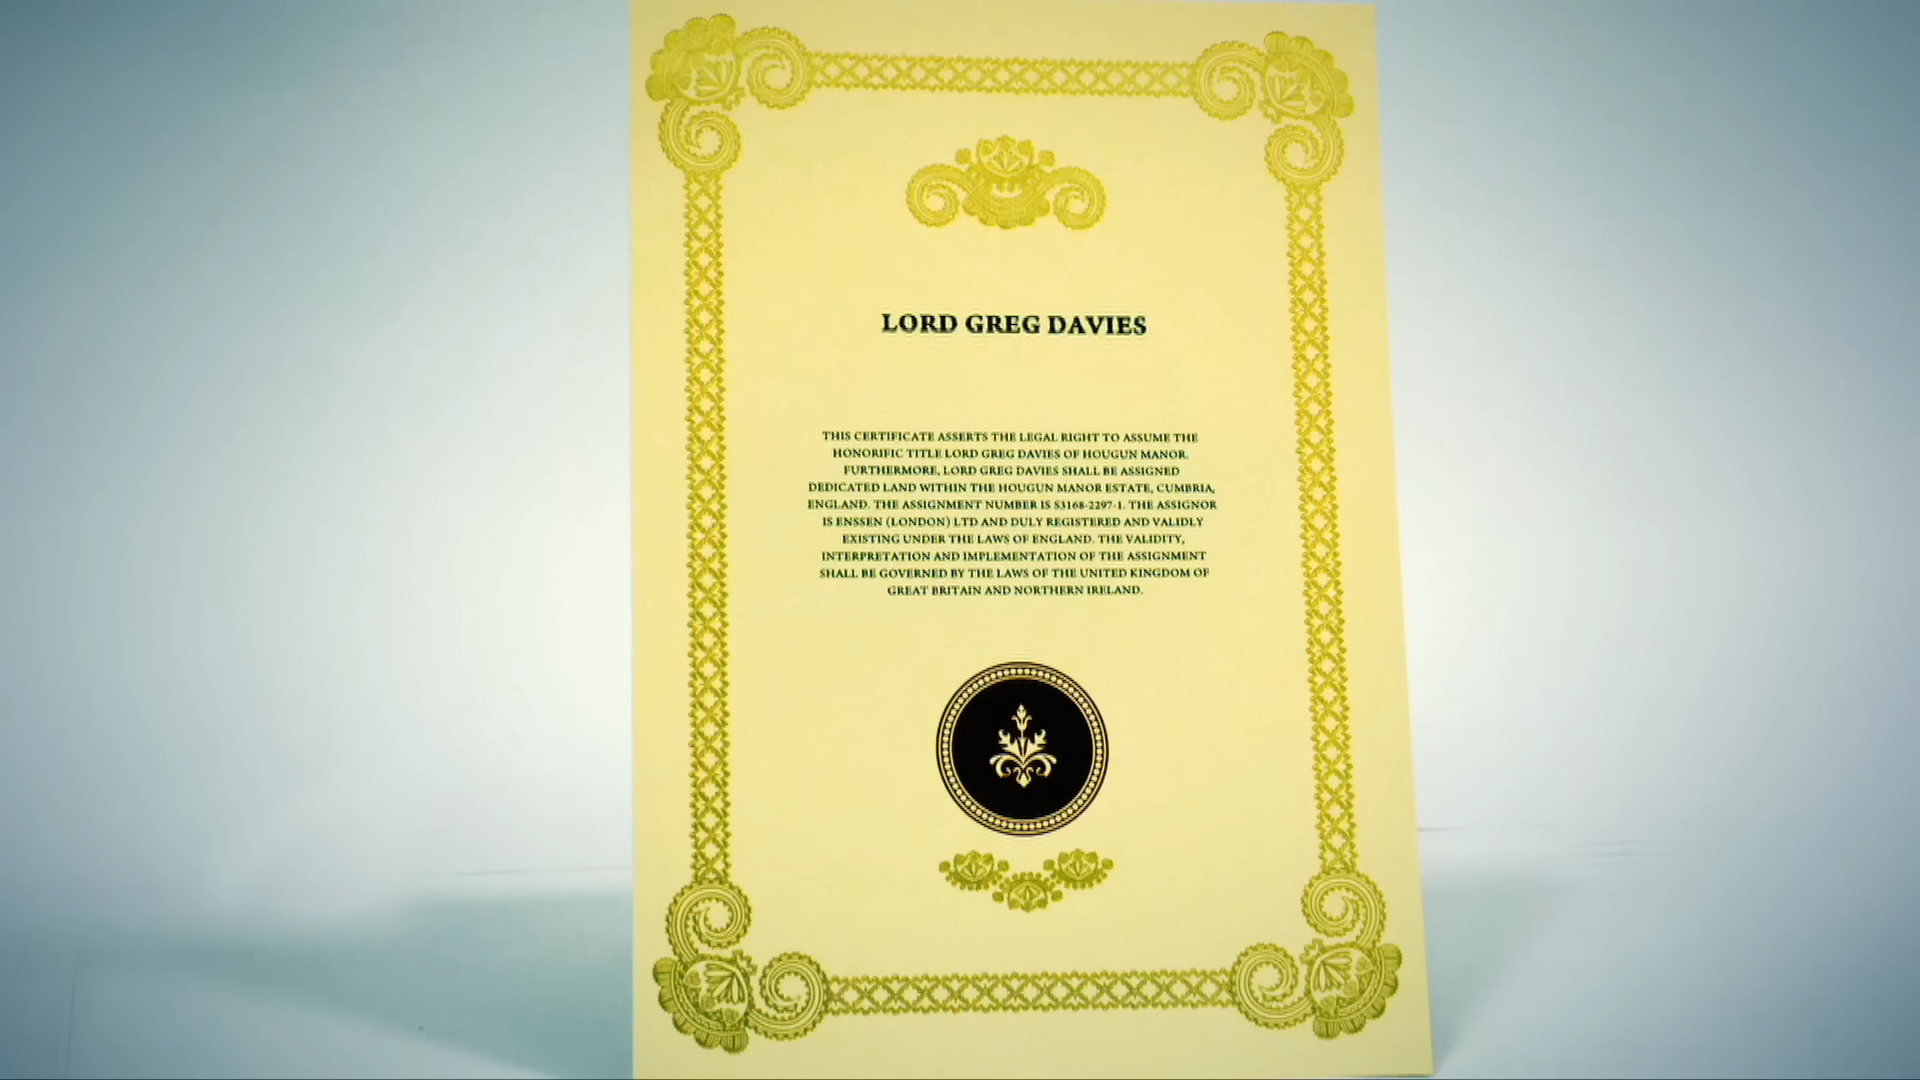 LORD GREG DAVIES
THIS CERTIFICATE ASSERTS THE LEGAL RIGHT TO ASSUME THE
HONORIFIC TITLE LORD GREG DAVIES OF HOUGUN MANOR.
FURTHERMORE, LORD GREG DAVIES SHALL BE ASSIGNED
DEDICATED LAND WITHIN THE HOUGUN MANOR ESTATE, CUMBRIA,
ENGLAND. THE ASSIGNMENT NUMBER IS S3168-2297-1. THE ASSIGNOR
IS ENSSEN (LONDON) LTD AND DULY REGISTERED AND VALIDLY
EXISTING UNDER THE LAWS OF ENGLAND. THE VALIDITY,
INTERPRETATION AND IMPLEMENTATION OF THE ASSIGNMENT
SHALL BE GOVERNED BY THE LAWS OF THE UNITED KINGDOM OF
GREAT BRITAIN AND NORTHERN IRELAND.